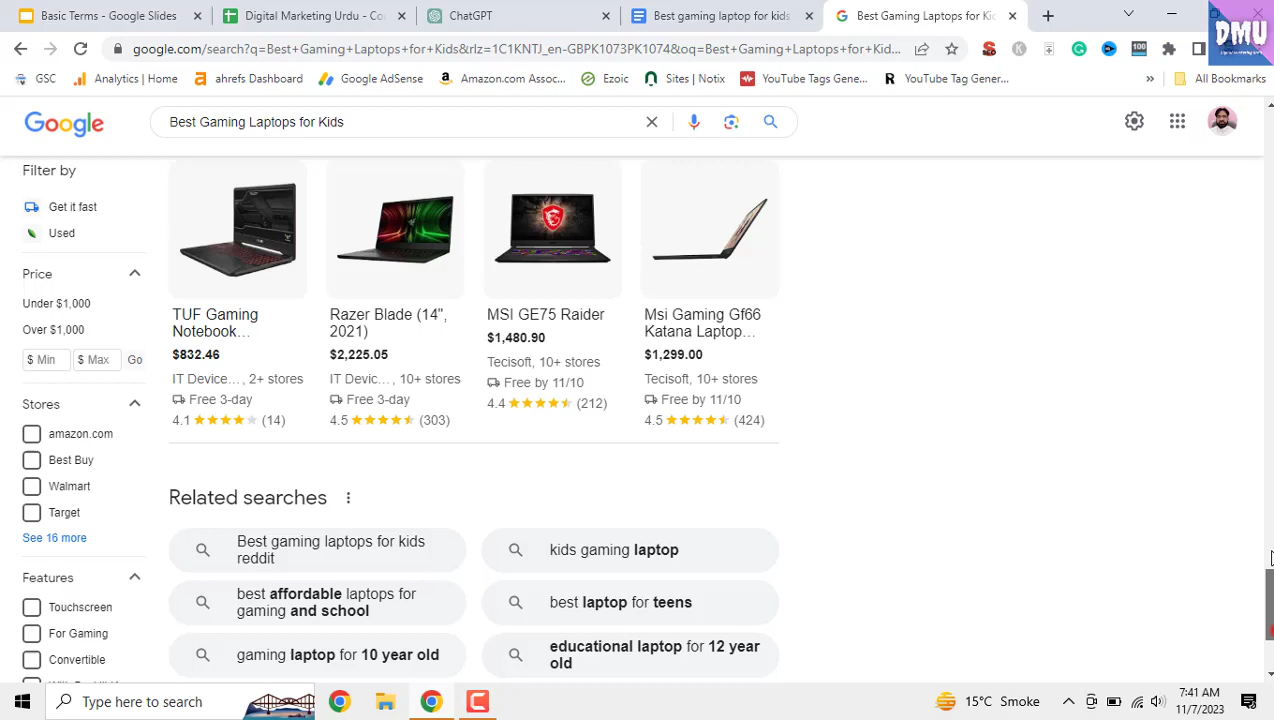 Basic Terms - Google Slides
Digital Marketing Urdu -
ChatGPT
Best gaming laptop for kids
Best Gaming Laptops for Ki
DMU
google.com/search?q=Best+Gaming+Laptops+for+Kids&rlz=1C1KNTJ_en-GBPK1073PK1074&oq=Best+Gaming+Laptops+for+Kid...
100
GSC
Analytics | Home
ahrefs Dashboard
Google AdSense
Amazon.com Assoc...
Ezoic
Sites | Notix
YouTube Tags Gene...
YouTube Tag Gener...
All Bookmarks
Google
Best Gaming Laptops for Kids
Filter by
Get it fast
Used
Price
Under $1,000
Over $1,000
$ Min
$ Max
Go
Stores
amazon.com
Best Buy
Walmart
Target
See 16 more
Features
Touchscreen
For Gaming
Convertible
TUF Gaming
Notebook...
$832.46
IT Device..., 2+ stores
Free 3-day
4.1 ★★★★★ (14)
Razer Blade (14",
2021)
$2,225.05
IT Devic..., 10+ stores
Free 3-day
4.5 ★★★★★ (303)
MSI GE75 Raider
$1,480.90
Tecisoft, 10+ stores
Free by 11/10
4.4 ★★★★★ (212)
Msi Gaming Gf66
Katana Laptop...
$1,299.00
Tecisoft, 10+ stores
Free by 11/10
4.5 ★★★★★ (424)
Related searches
Best gaming laptops for kids
reddit
kids gaming laptop
best affordable laptops for
gaming and school
best laptop for teens
gaming laptop for 10 year old
educational laptop for 12 year
old
Type here to search
15°C Smoke
7:41 AM
11/7/2023